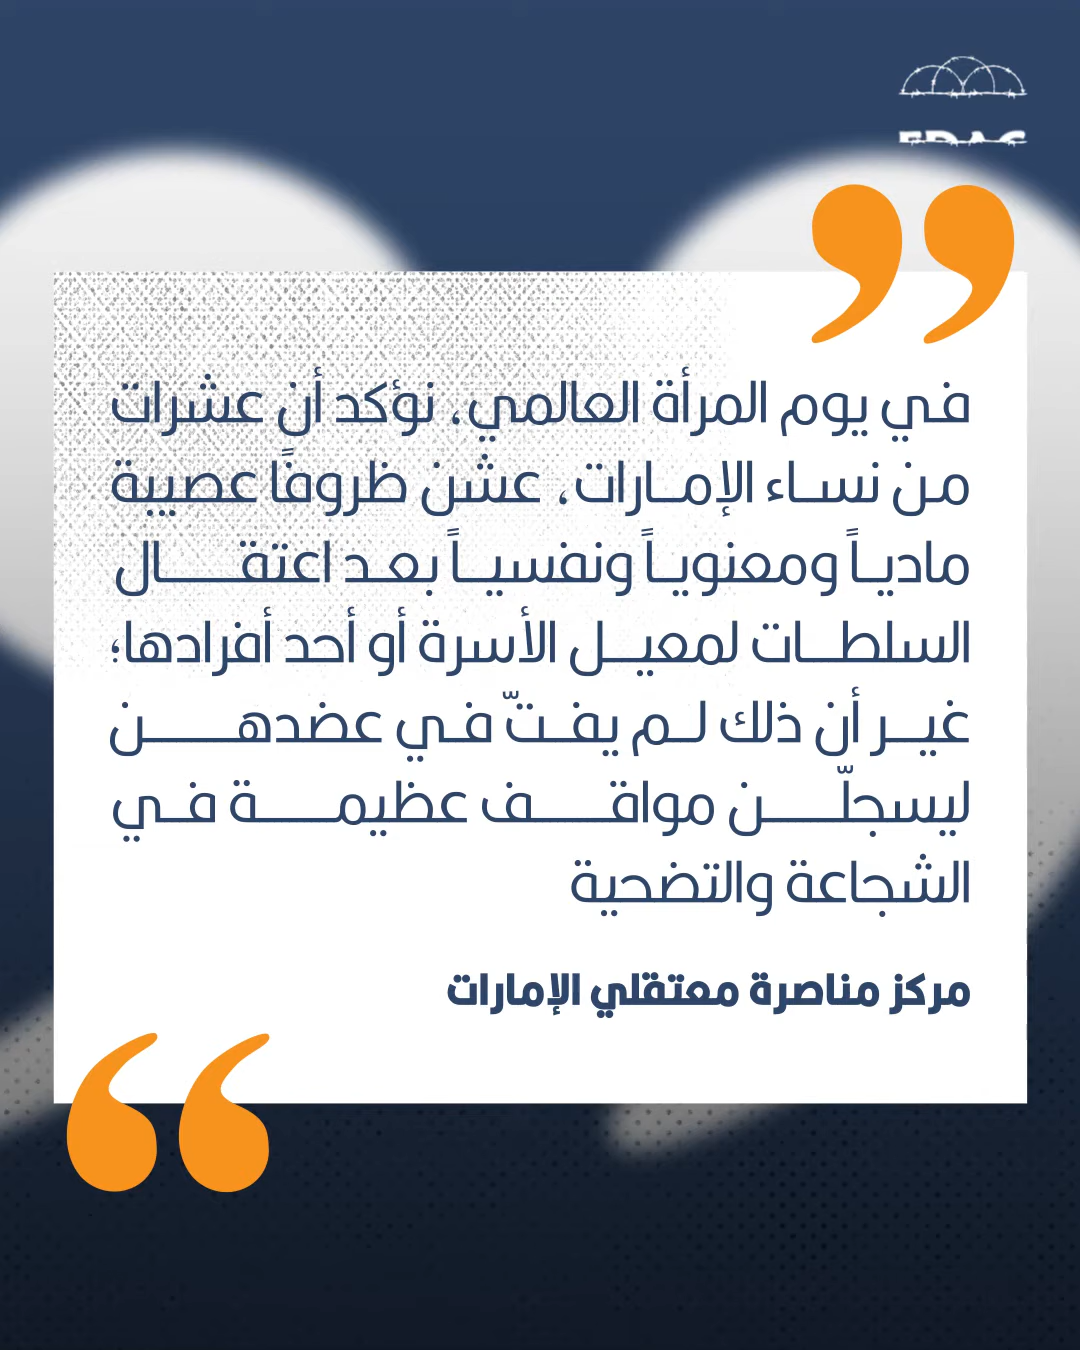 EDAC
في يوم المرأة العالمي، نؤكد أن عشرات
من نساء الإمارات، عشن ظروفًا عصيبة
مادياً ومعنوياً ونفسياً بعد اعتقال
السلطات لمعيل الأسرة أو أحد أفرادها؛
غير أن ذلك لم يفتّ في عضدهن
ليسجلّن مواقف عظيمة في
الشجاعة والتضحية
مركز مناصرة معتقلي الإمارات